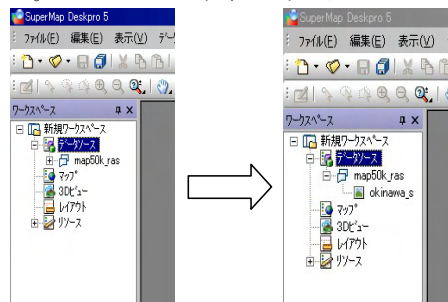 SuperMap Deskpro 5
ファイル(F) 編集(E) 表示(V) データ
ワークスペース
新規ワークスペース
データソース
map50k_ras
マップ
3Dビュー
レイアウト
リソース
SuperMap Deskpro 5
ファイル(F) 編集(E) 表示(V)
ワークスペース
新規ワークスペース
データソース
map50k_ras
okinawa_s
マップ
3Dビュー
レイアウト
リソース